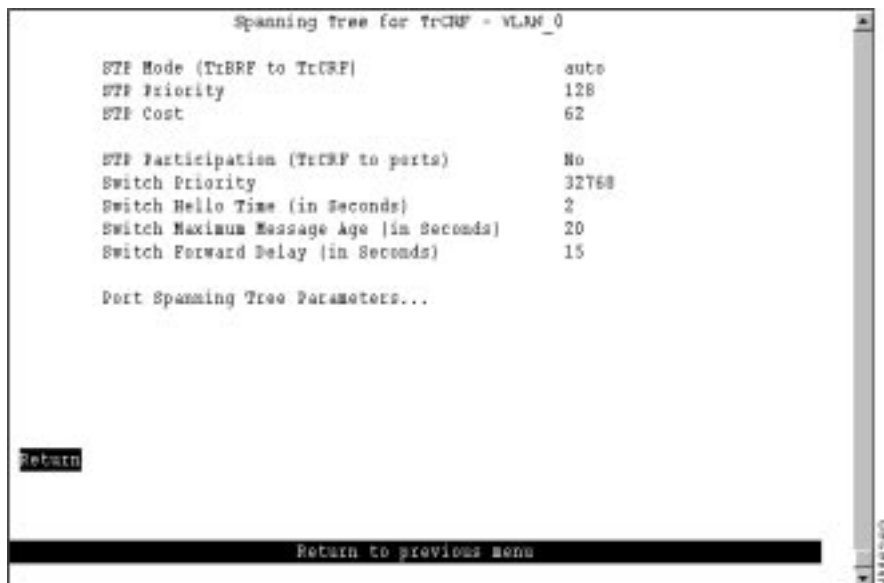 Spanning Tree for TrCRF - VLAN_0
STP Mode (TrBRF to TrCRF) auto
STP Priority 128
STP Cost 62
STP Participation (TrCRF to ports) No
Switch Priority 32768
Switch Hello Time (in Seconds) 2
Switch Maximum Message Age (in Seconds) 20
Switch Forward Delay (in Seconds) 15
Port Spanning Tree Parameters...
Return
Return to previous menu